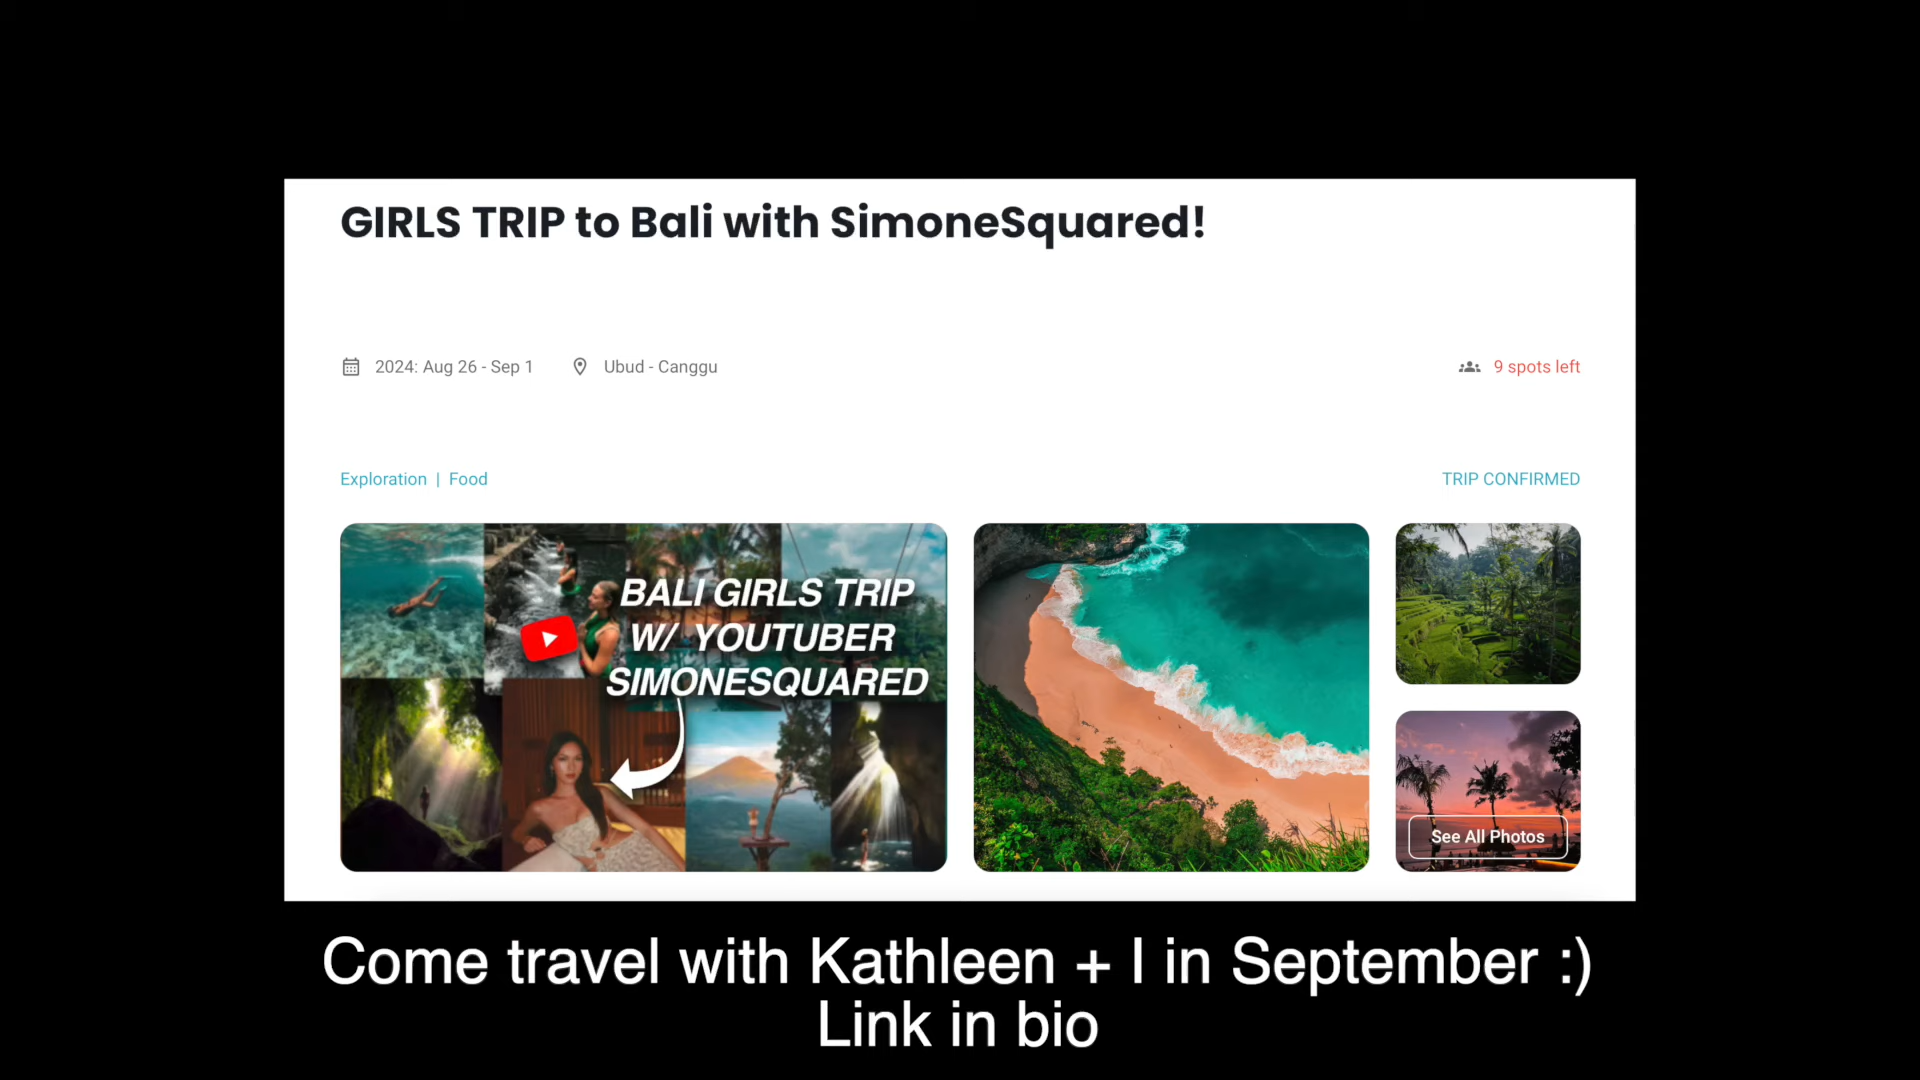 GIRLS TRIP to Bali with SimoneSquared!
2024: Aug 26 - Sep 1
Ubud - Canggu
9 spots left
Exploration | Food
TRIP CONFIRMED
BALI GIRLS TRIP
W/ YOUTUBER
SIMONESQUARED
See All Photos
Come travel with Kathleen + I in September :)
Link in bio